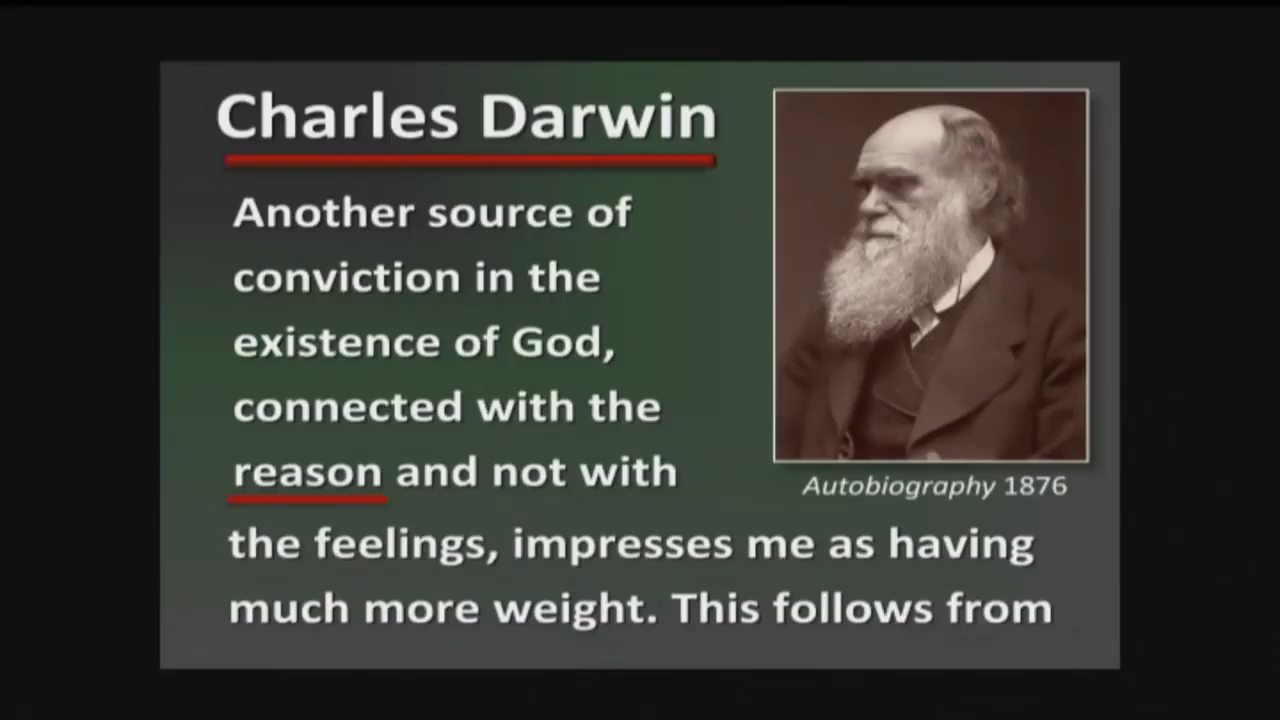 Charles Darwin
Another source of
conviction in the
existence of God,
connected with the
reason and not with
the feelings, impresses me as having
much more weight. This follows from
Autobiography 1876